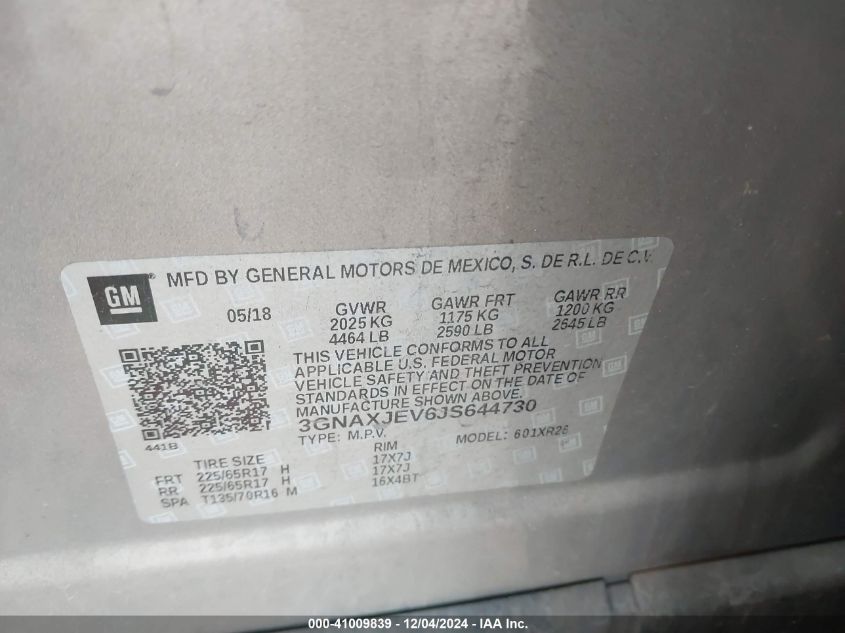 GM
MFD BY GENERAL MOTORS DE MEXICO, S. DE R.L. DE C.V.
05/18 GVWR GAWR FRT GAWR RR
2025 KG 1175 KG 1200 KG
4464 LB 2590 LB 2645 LB
THIS VEHICLE CONFORMS TO ALL
APPLICABLE U.S. FEDERAL MOTOR
VEHICLE SAFETY AND THEFT PREVENTION
STANDARDS IN EFFECT ON THE DATE OF
MANUFACTURE SHOWN ABOVE.
3GNAXJEV6JS644730
441B TYPE: M.P.V. MODEL: 601XR26
TIRE SIZE RIM
FRT 225/65R17 H 17X7J
RR 225/65R17 H 17X7J
SPA T135/70R16 M 16X4BT
000-41009839 - 12/04/2024 - IAA Inc.